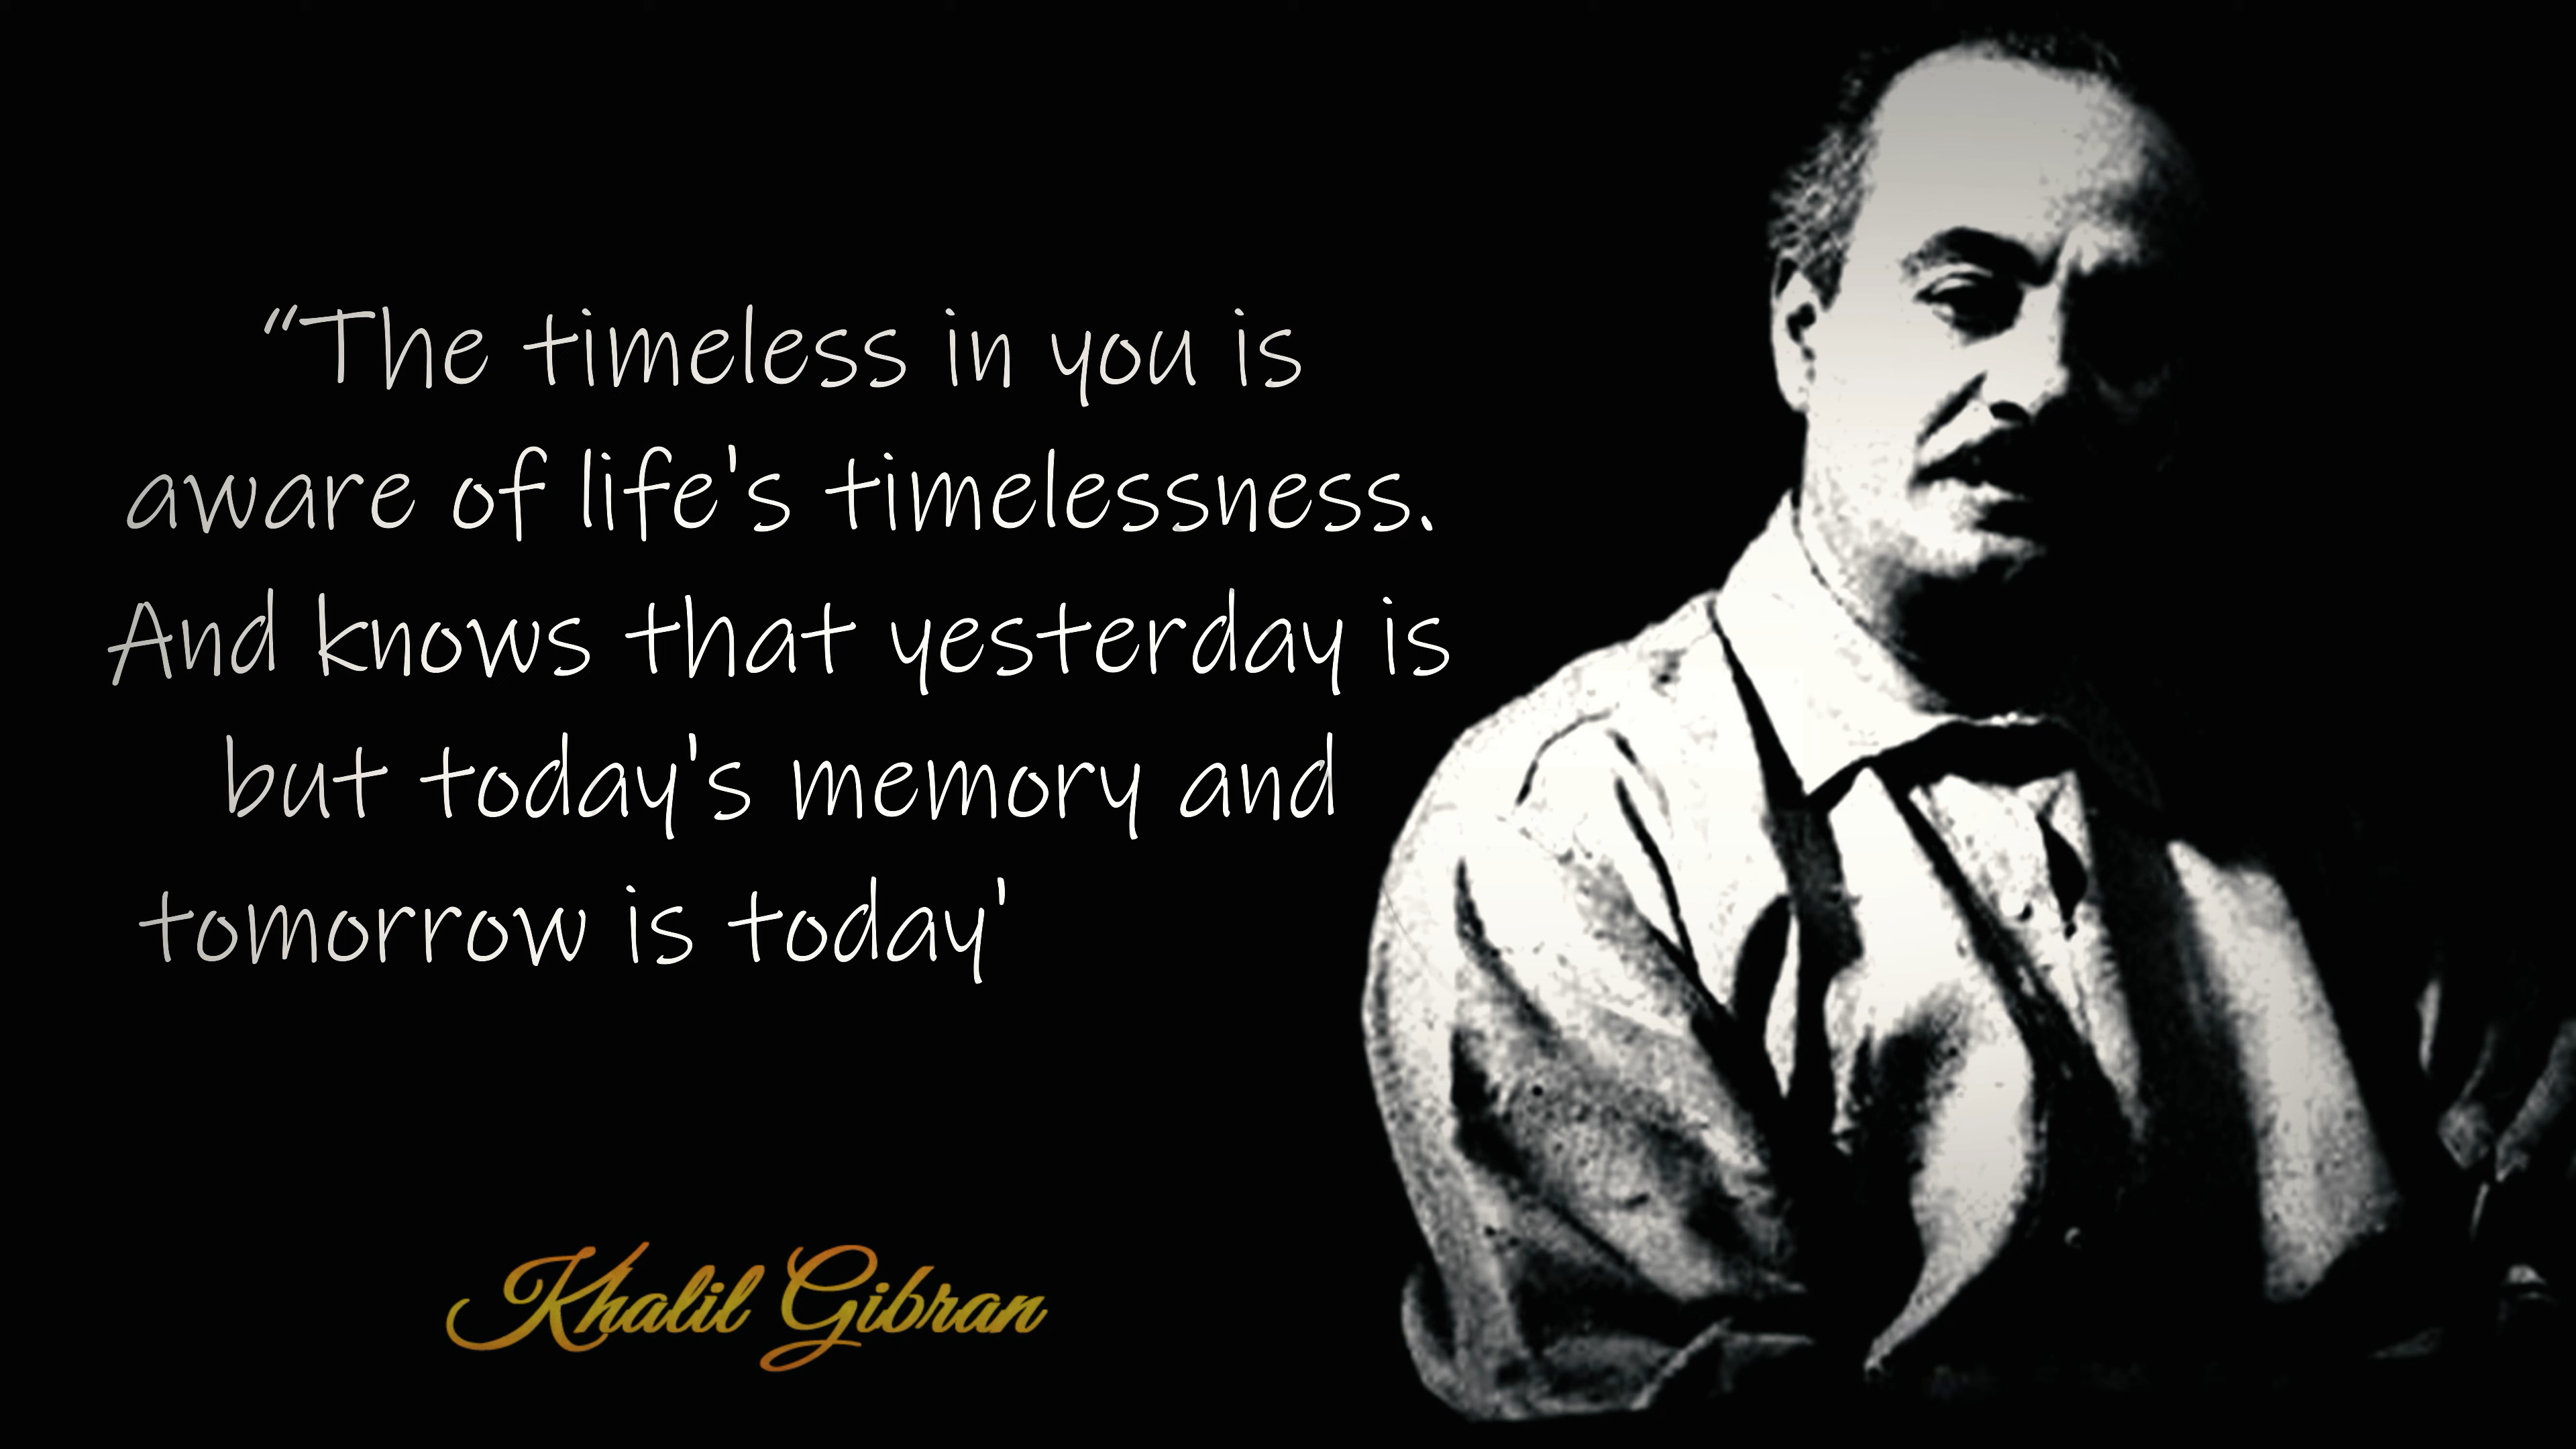 “The timeless in you is
aware of life's timelessness.
And knows that yesterday is
but today's memory and
tomorrow is today'
Khalil Gibran